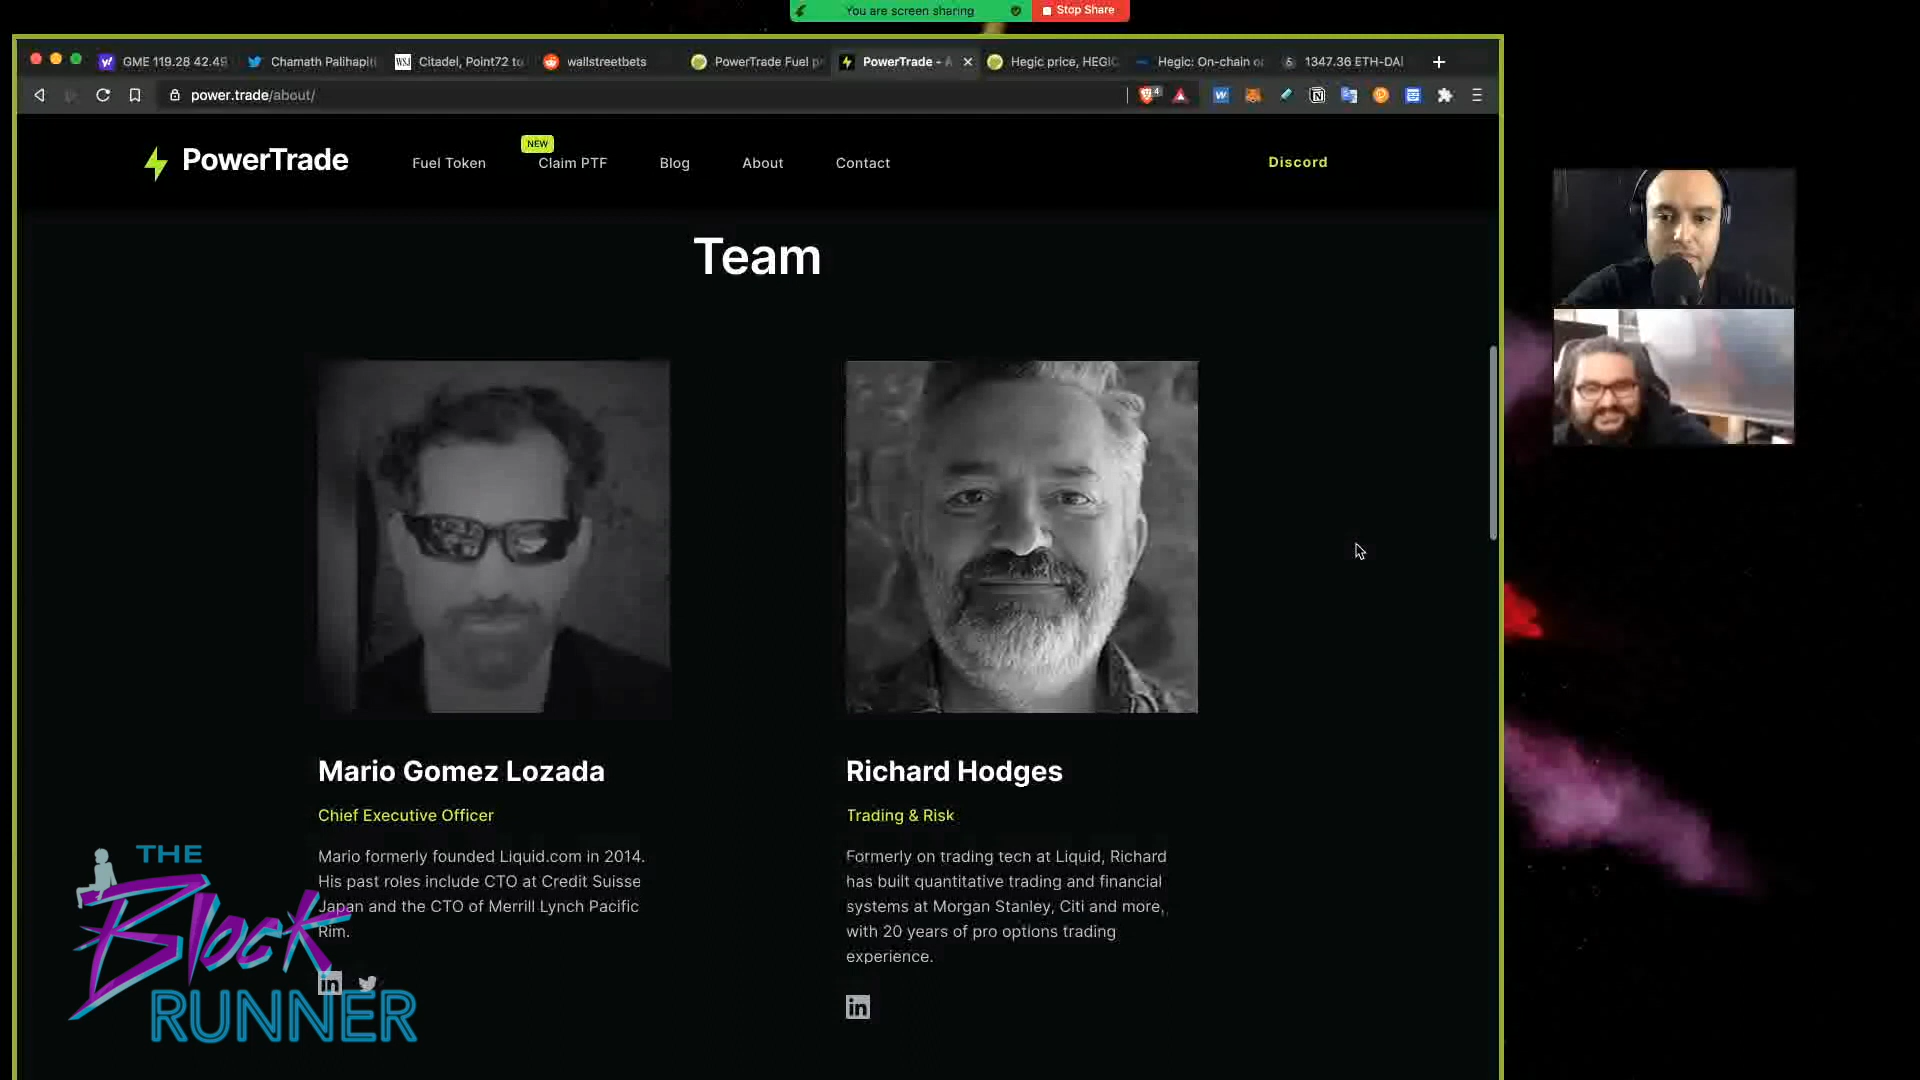 You are screen sharing
Stop Share
GME 119.28 42.49
Chamath Palihapiti
WSJ
Citadel, Point72 to
wallstreetbets
PowerTrade Fuel p
PowerTrade - A
Hegic price, HEGIC
Hegic: On-chain o
1347.36 ETH-DAI
power.trade/about/
4
PowerTrade
Fuel Token
NEW
Claim PTF
Blog
About
Contact
Discord
Team
Mario Gomez Lozada
Chief Executive Officer
Mario formerly founded Liquid.com in 2014.
His past roles include CTO at Credit Suisse
Japan and the CTO of Merrill Lynch Pacific
Rim.
in
Richard Hodges
Trading & Risk
Formerly on trading tech at Liquid, Richard
has built quantitative trading and financial
systems at Morgan Stanley, Citi and more,
with 20 years of pro options trading
experience.
in
THE
Block
RUNNER